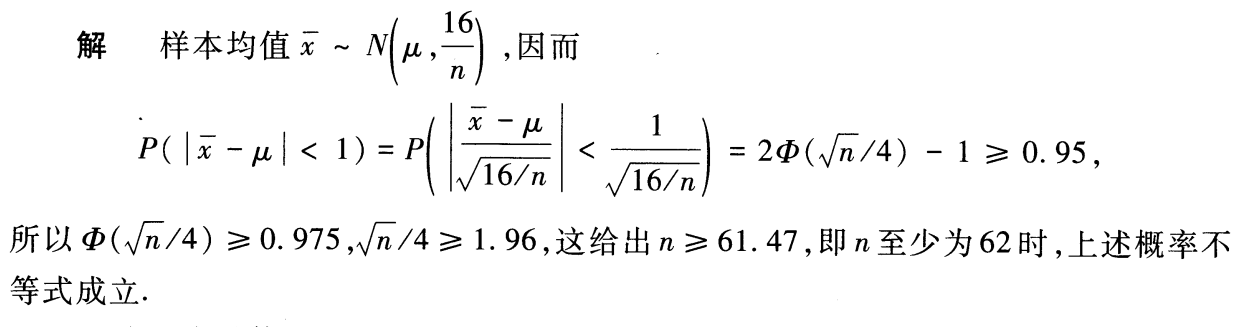 解 样本均值 x̄ ~ N(μ, 16/n) ,因而
P( |x̄ - μ| < 1) = P( | (x̄ - μ)/√(16/n) | < 1/√(16/n) ) = 2Φ(√n/4) - 1 ⩾ 0.95,
所以 Φ(√n/4) ⩾ 0.975,√n/4 ⩾ 1.96,这给出 n ⩾ 61.47,即 n 至少为 62 时,上述概率不
等式成立.